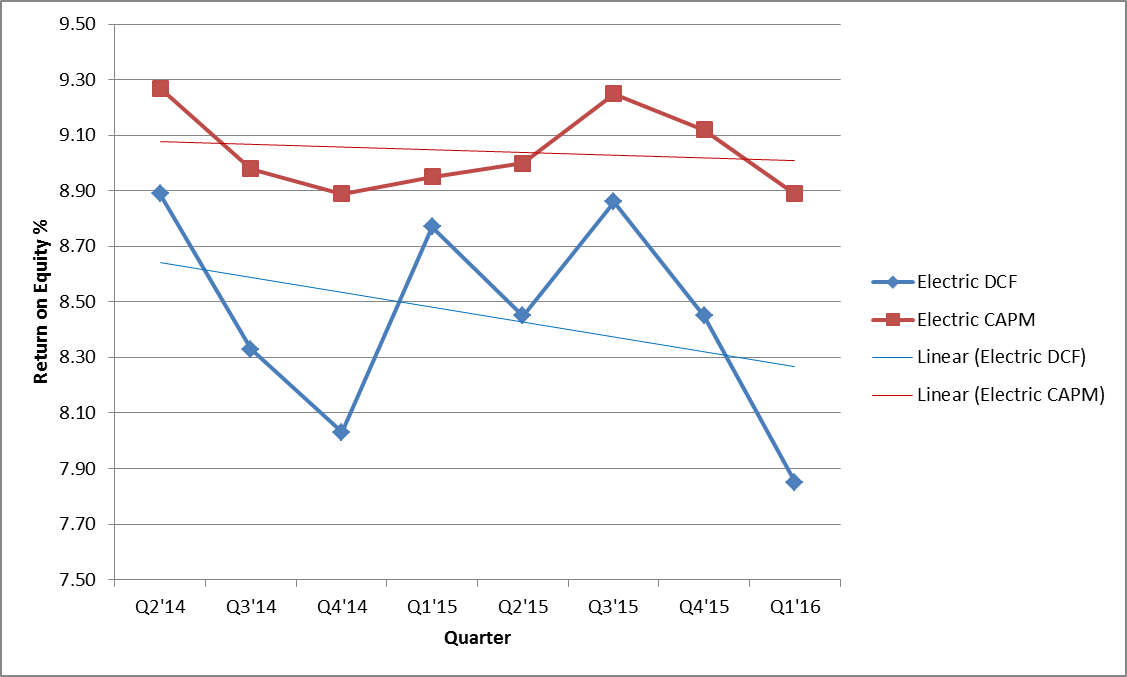 9.50
9.30
9.10
8.90
8.70
8.50
8.30
8.10
7.90
7.70
7.50
Return on Equity %
Q2'14 Q3'14 Q4'14 Q1'15 Q2'15 Q3'15 Q4'15 Q1'16
Quarter
Electric DCF
Electric CAPM
Linear (Electric DCF)
Linear (Electric CAPM)